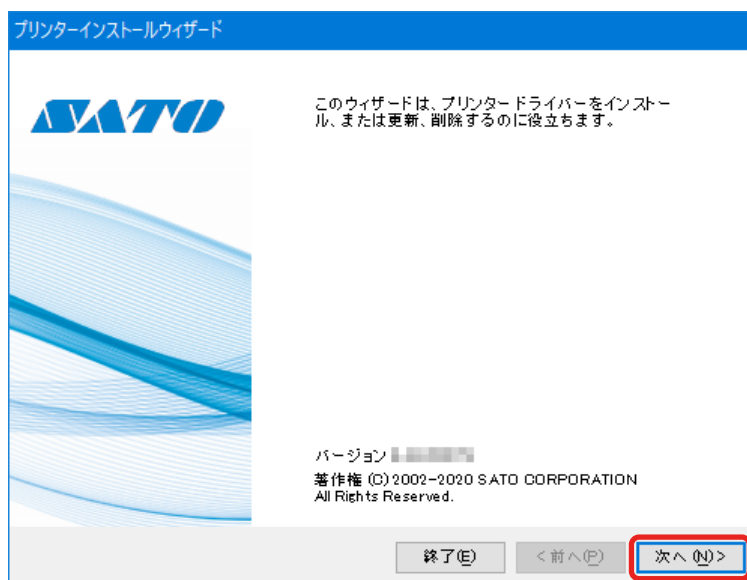 プリンターインストールウィザード
SATO
このウィザードは、プリンタードライバーをインストー
ル、または更新、削除するのに役立ちます。
バージョン
著作権 (C)2002-2020 SATO CORPORATION
All Rights Reserved.
終了(E) <前へ(P) 次へ(N)>